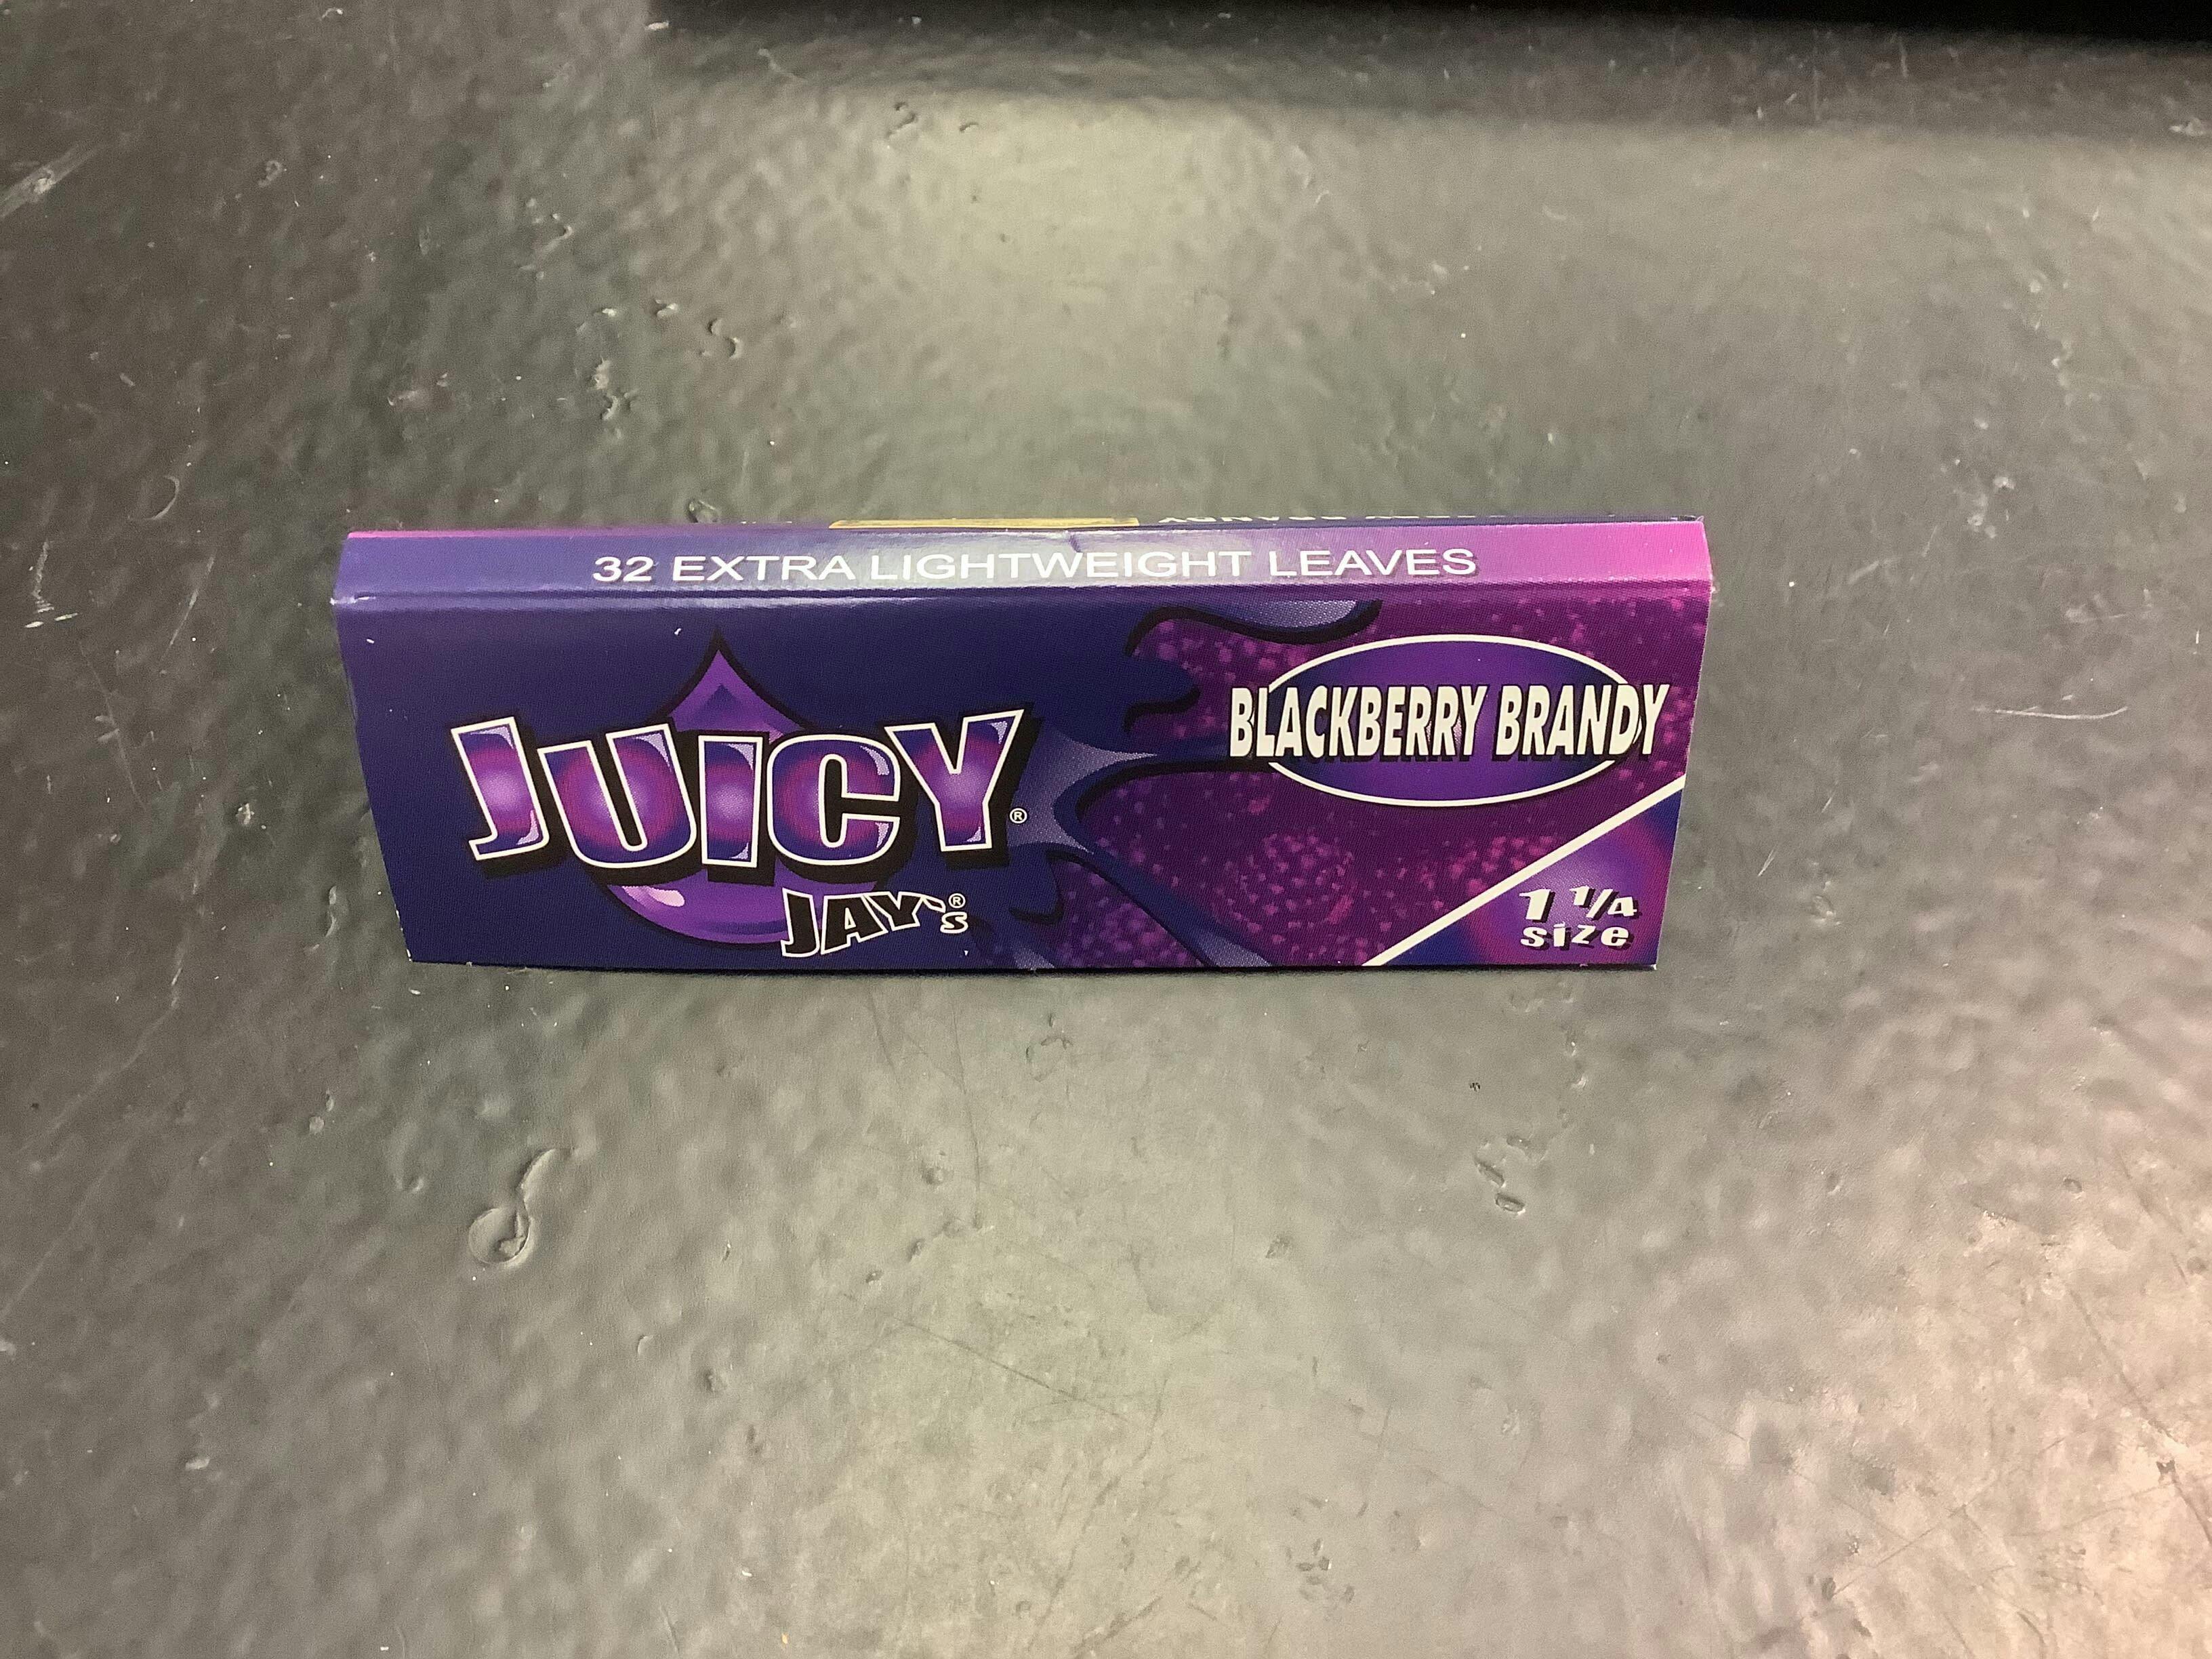 32 EXTRA LIGHTWEIGHT LEAVES
JUICY®
JAY'S®
BLACKBERRY BRANDY
1 1/4
size